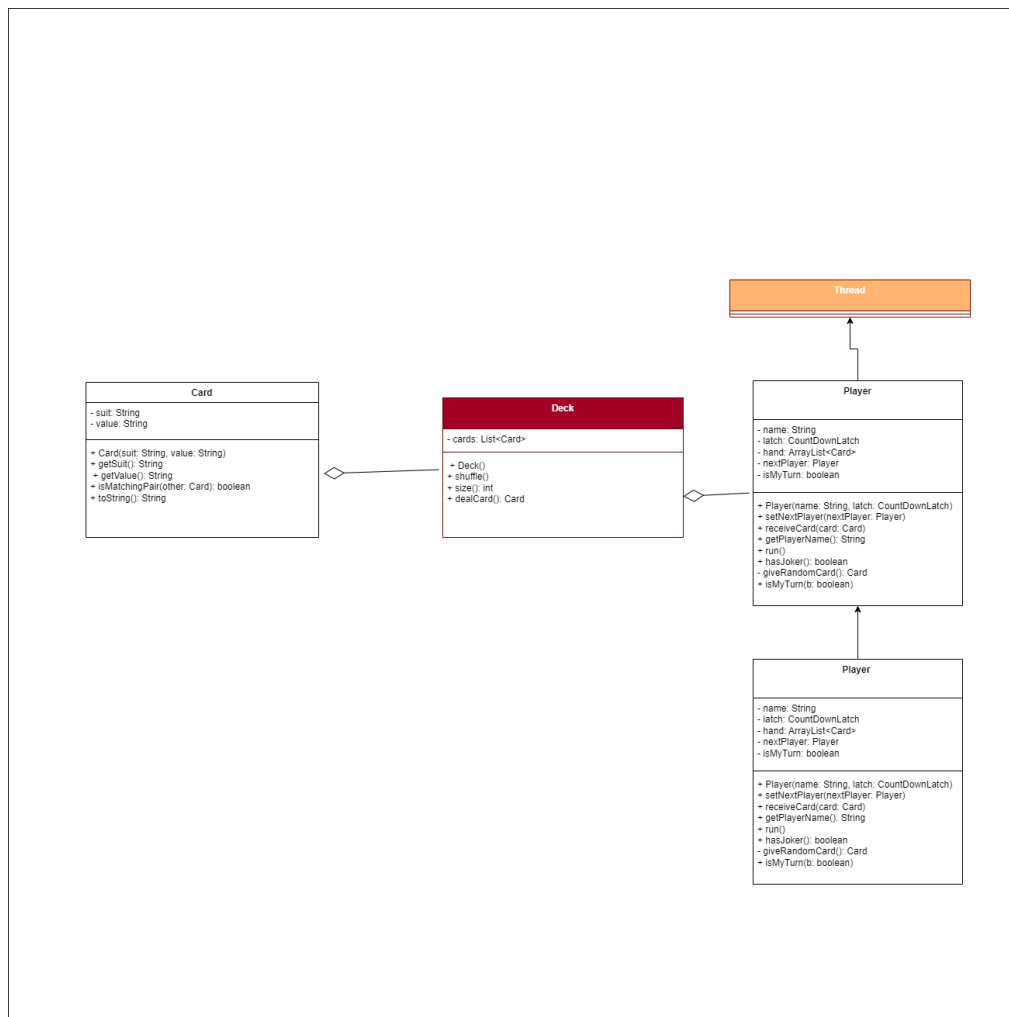 Thread
Card
- suit: String
- value: String
+ Card(suit: String, value: String)
+ getSuit(): String
+ getValue(): String
+ isMatchingPair(other: Card): boolean
+ toString(): String
Deck
- cards: List<Card>
+ Deck()
+ shuffle()
+ size(): int
+ dealCard(): Card
Player
- name: String
- latch: CountDownLatch
- hand: ArrayList<Card>
- nextPlayer: Player
- isMyTurn: boolean
+ Player(name: String, latch: CountDownLatch)
+ setNextPlayer(nextPlayer: Player)
+ receiveCard(card: Card)
+ getPlayerName(): String
+ run()
+ hasJoker(): boolean
- giveRandomCard(): Card
+ isMyTurn(b: boolean)
Player
- name: String
- latch: CountDownLatch
- hand: ArrayList<Card>
- nextPlayer: Player
- isMyTurn: boolean
+ Player(name: String, latch: CountDownLatch)
+ setNextPlayer(nextPlayer: Player)
+ receiveCard(card: Card)
+ getPlayerName(): String
+ run()
+ hasJoker(): boolean
- giveRandomCard(): Card
+ isMyTurn(b: boolean)